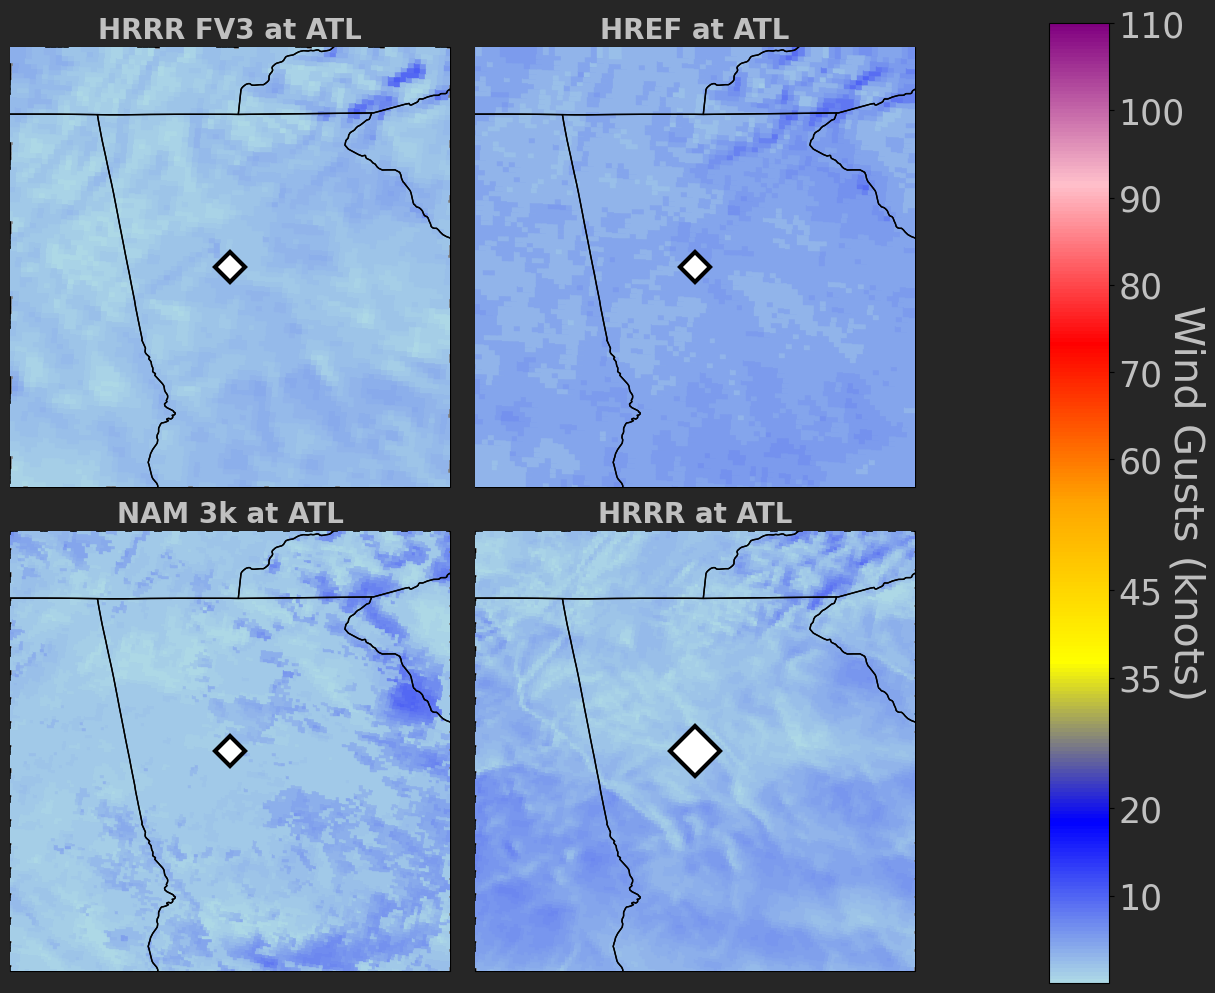 HRRR FV3 at ATL
HREF at ATL
NAM 3k at ATL
HRRR at ATL
110
100
90
80
70
60
45
35
20
10
Wind Gusts (knots)